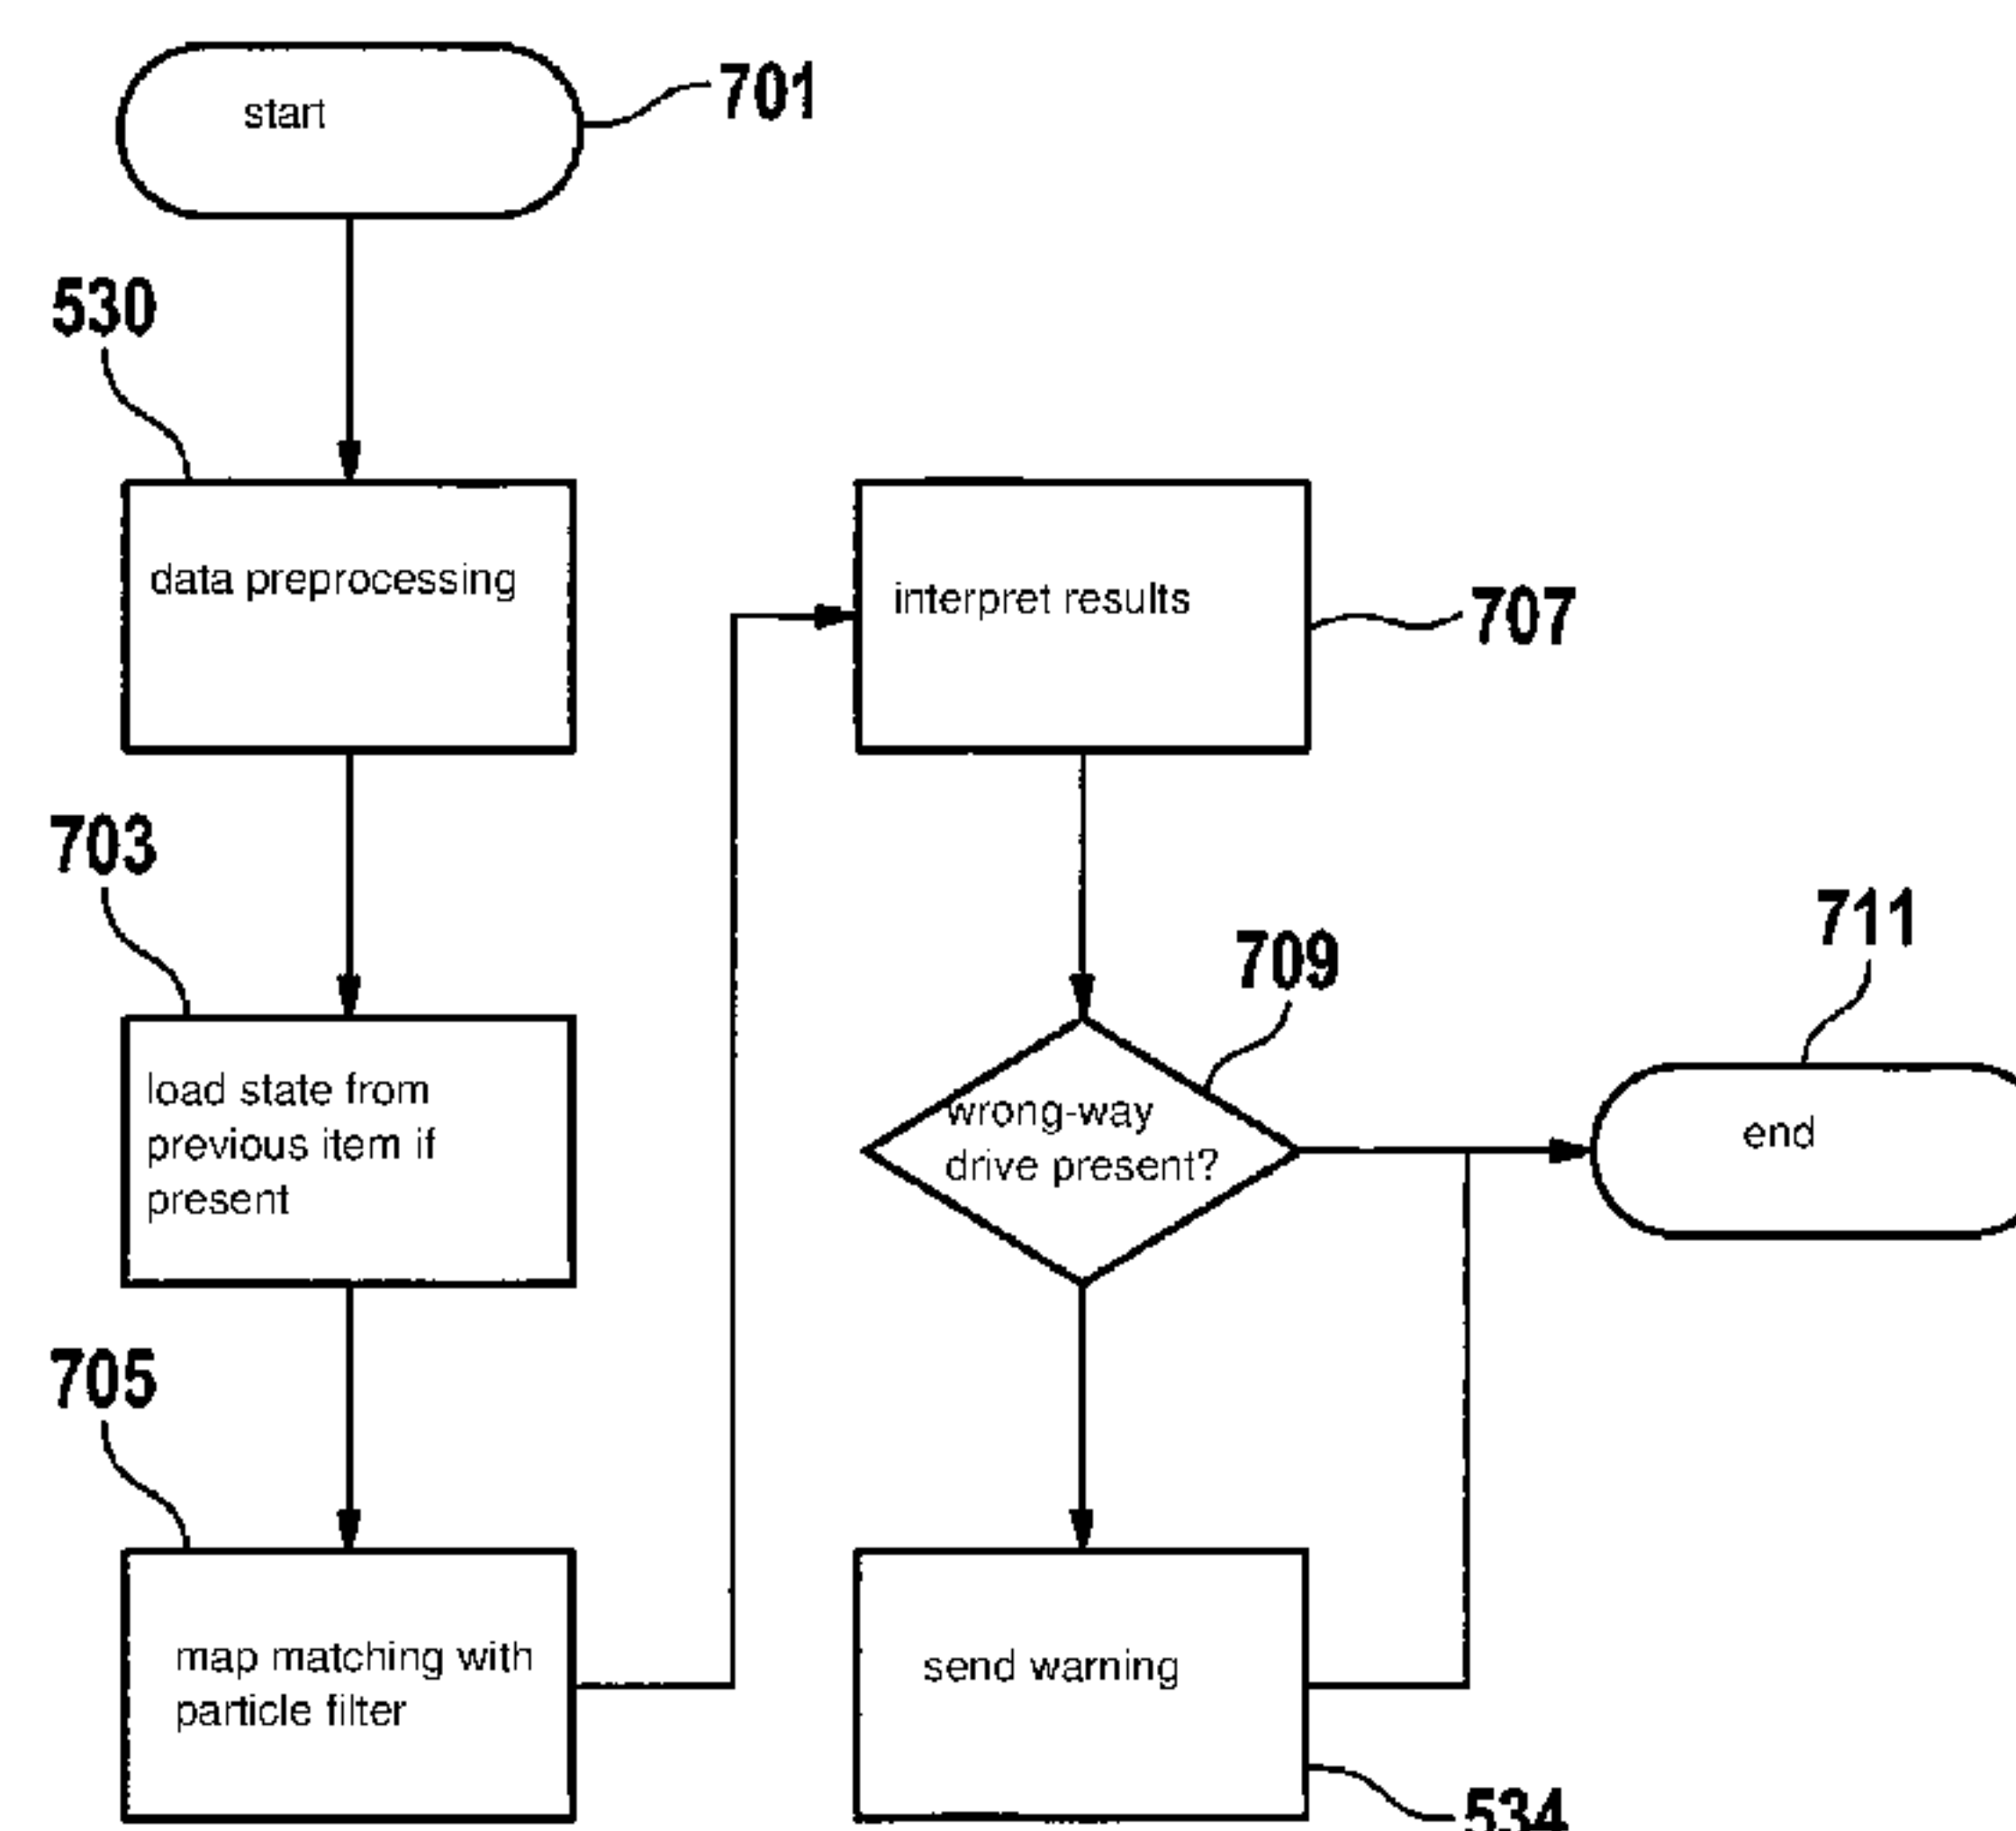 start
701
530
data preprocessing
703
load state from
previous item if
present
705
map matching with
particle filter
interpret results
707
709
wrong-way
drive present?
711
end
send warning
534